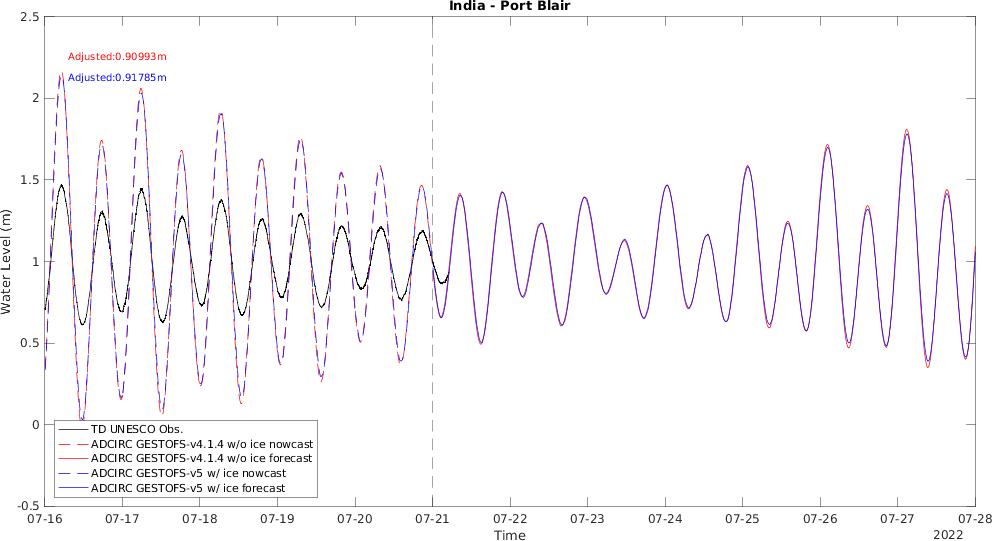 India - Port Blair
2.5
Adjusted:0.90993m
Adjusted:0.91785m
2
1.5
1
0.5
0
-0.5
Water Level (m)
TD UNESCO Obs.
ADCIRC GESTOFS-v4.1.4 w/o ice nowcast
ADCIRC GESTOFS-v4.1.4 w/o ice forecast
ADCIRC GESTOFS-v5 w/ ice nowcast
ADCIRC GESTOFS-v5 w/ ice forecast
07-16 07-17 07-18 07-19 07-20 07-21 07-22 07-23 07-24 07-25 07-26 07-27 07-28
Time
2022